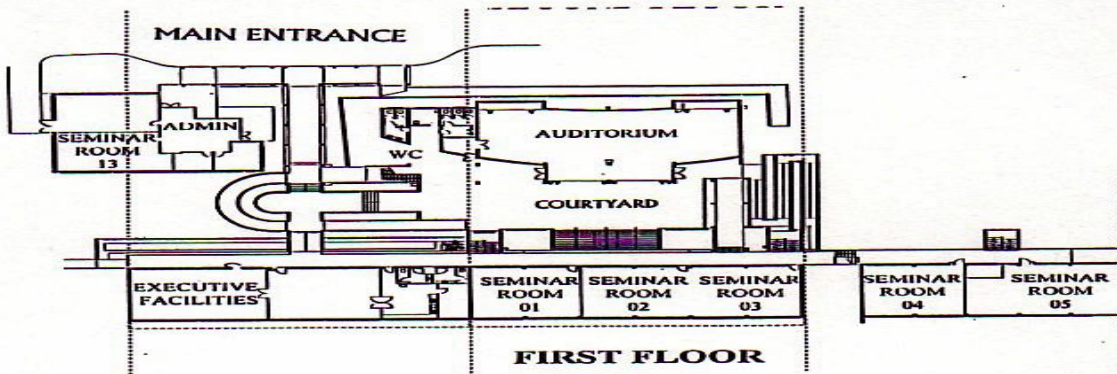 MAIN ENTRANCE
ADMIN
SEMINAR
ROOM
13
WC
AUDITORIUM
COURTYARD
EXECUTIVE
FACILITIES
SEMINAR
ROOM
01
SEMINAR
ROOM
02
SEMINAR
ROOM
03
SEMINAR
ROOM
04
SEMINAR
ROOM
05
FIRST FLOOR